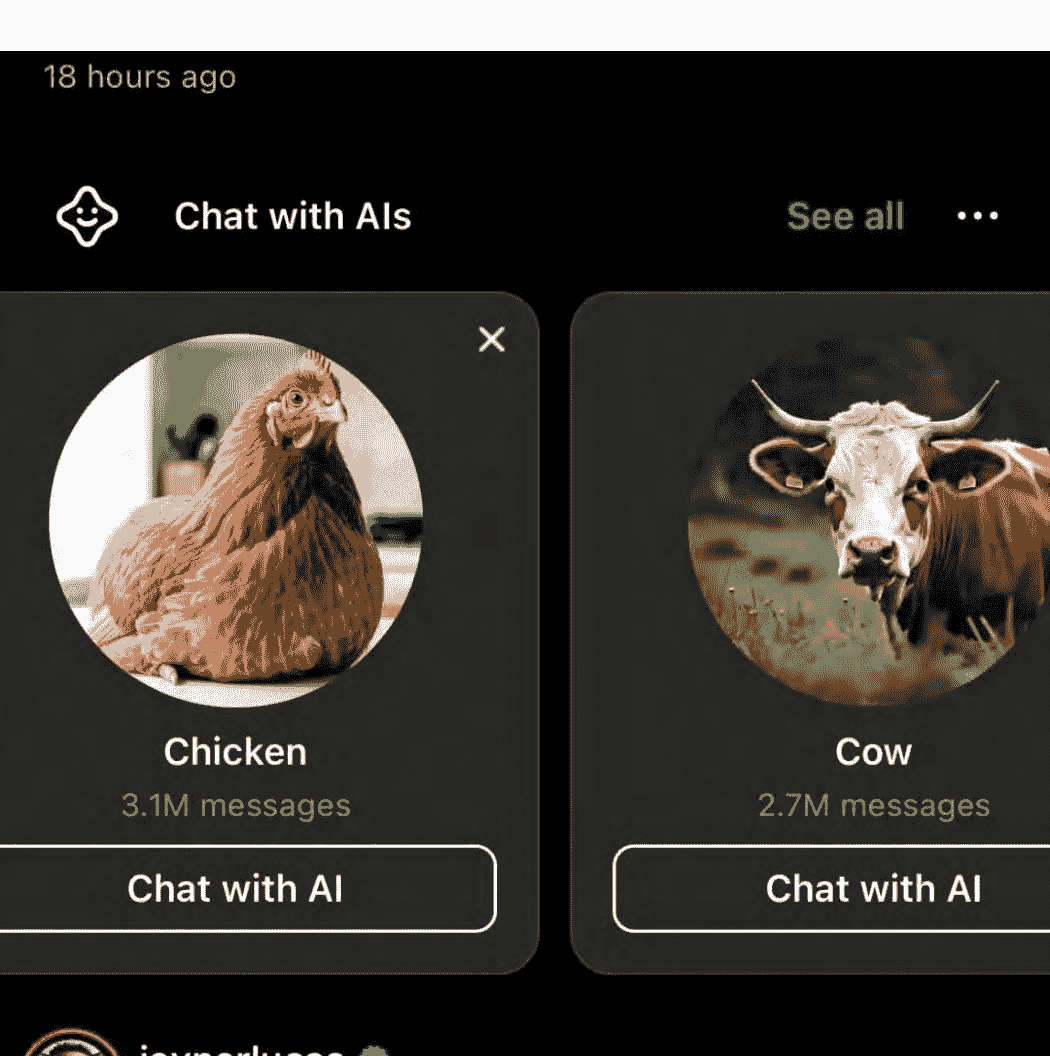 18 hours ago
Chat with AIs
See all
Chicken
3.1M messages
Chat with AI
Cow
2.7M messages
Chat with AI